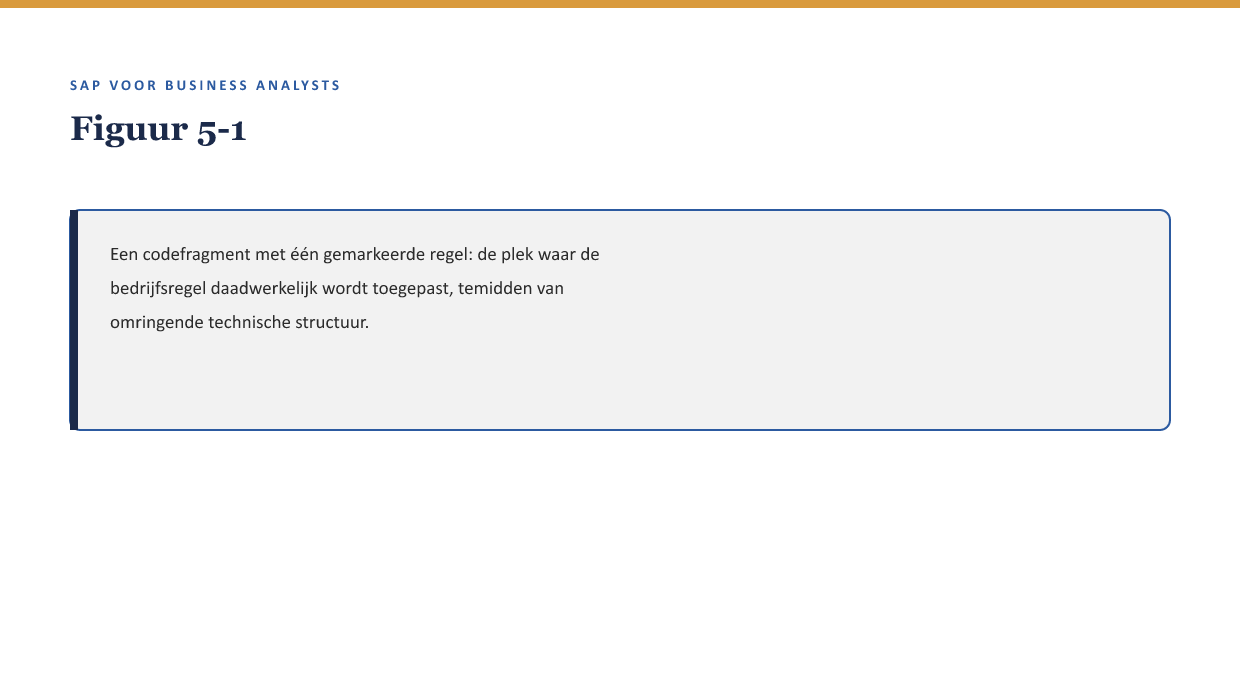 SAP VOOR BUSINESS ANALYSTS
Figuur 5-1
Een codefragment met één gemarkeerde regel: de plek waar de
bedrijfsregel daadwerkelijk wordt toegepast, temidden van
omringende technische structuur.